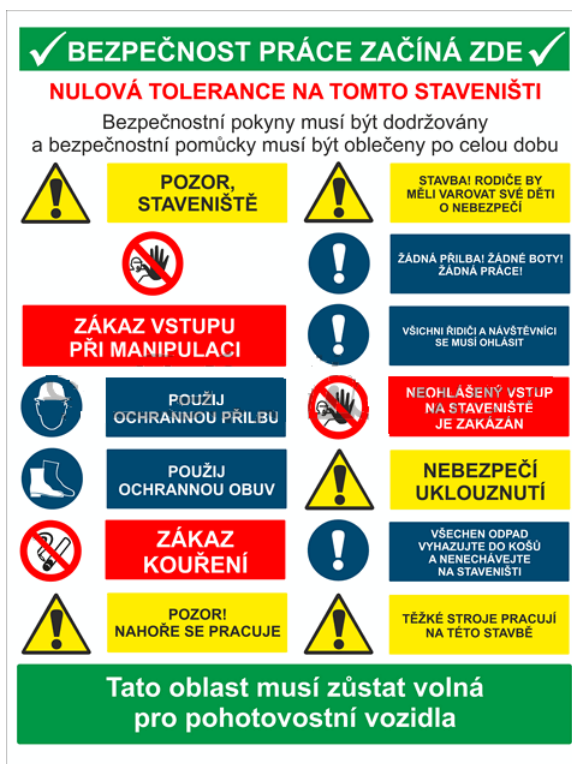 BEZPEČNOST PRÁCE ZAČÍNÁ ZDE
NULOVÁ TOLERANCE NA TOMTO STAVENIŠTI
Bezpečnostní pokyny musí být dodržovány
a bezpečnostní pomůcky musí být oblečeny po celou dobu
POZOR,
STAVENIŠTĚ
ZÁKAZ VSTUPU
PŘI MANIPULACI
POUŽIJ
OCHRANNOU PŘILBU
POUŽIJ
OCHRANNOU OBUV
ZÁKAZ
KOUŘENÍ
POZOR!
NAHOŘE SE PRACUJE
STAVBA! RODIČE BY
MĚLI VAROVAT SVÉ DĚTI
O NEBEZPEČÍ
ŽÁDNÁ PŘILBA! ŽÁDNÉ BOTY!
ŽÁDNÁ PRÁCE!
VŠICHNI ŘIDIČI A NÁVŠTĚVNÍCI
SE MUSÍ OHLÁSIT
NEOHLÁŠENÝ VSTUP
NA STAVENIŠTĚ
JE ZAKÁZÁN
NEBEZPEČÍ
UKLOUZNUTÍ
VŠECHEN ODPAD
VYHAZUJTE DO KOŠŮ
A NENECHÁVEJTE
NA STAVENIŠTI
TĚŽKÉ STROJE PRACUJÍ
NA TÉTO STAVBĚ
Tato oblast musí zůstat volná
pro pohotovostní vozidla